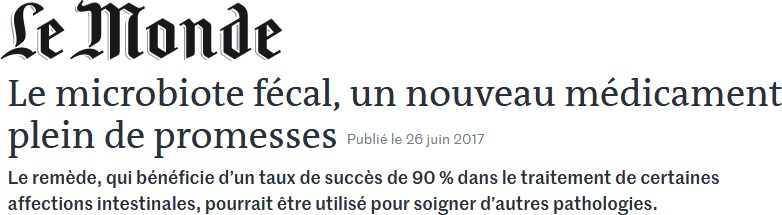 Le Monde
Le microbiote fécal, un nouveau médicament
plein de promesses Publié le 26 juin 2017
Le remède, qui bénéficie d’un taux de succès de 90 % dans le traitement de certaines
affections intestinales, pourrait être utilisé pour soigner d’autres pathologies.